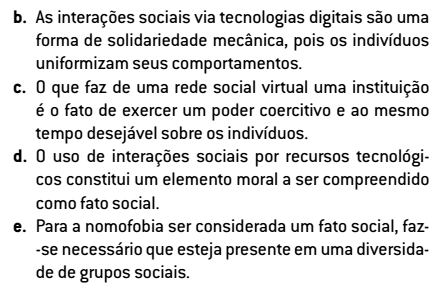 b. As interações sociais via tecnologias digitais são uma
forma de solidariedade mecânica, pois os indivíduos
uniformizam seus comportamentos.
c. O que faz de uma rede social virtual uma instituição
é o fato de exercer um poder coercitivo e ao mesmo
tempo desejável sobre os indivíduos.
d. O uso de interações sociais por recursos tecnológi-
cos constitui um elemento moral a ser compreendido
como fato social.
e. Para a nomofobia ser considerada um fato social, faz-
-se necessário que esteja presente em uma diversida-
de de grupos sociais.